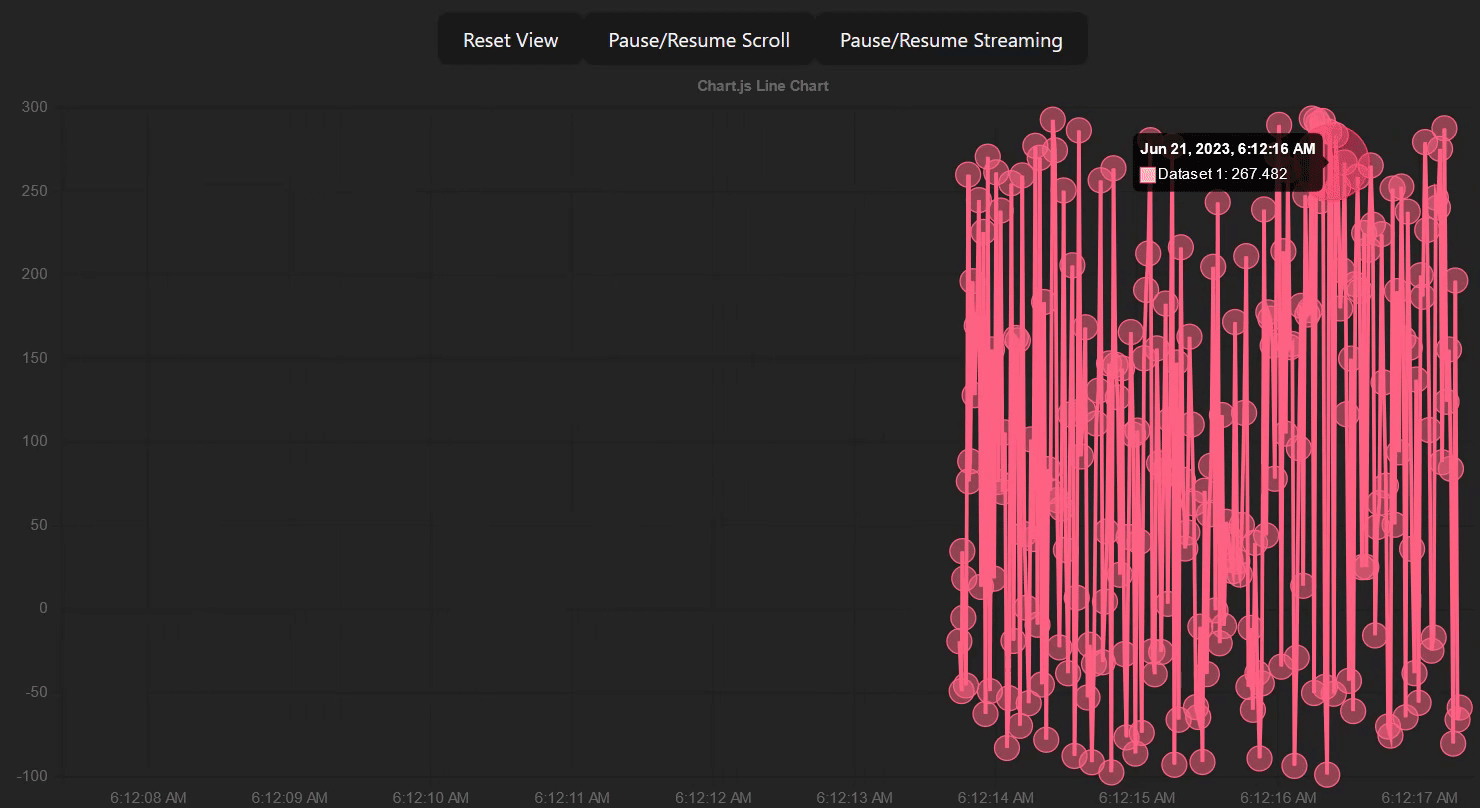 Reset View Pause/Resume Scroll Pause/Resume Streaming
Chart.js Line Chart
300
250
200
150
100
50
0
-50
-100
Jun 21, 2023, 6:12:16 AM
Dataset 1: 267.482
6:12:08 AM 6:12:09 AM 6:12:10 AM 6:12:11 AM 6:12:12 AM 6:12:13 AM 6:12:14 AM 6:12:15 AM 6:12:16 AM 6:12:17 AM